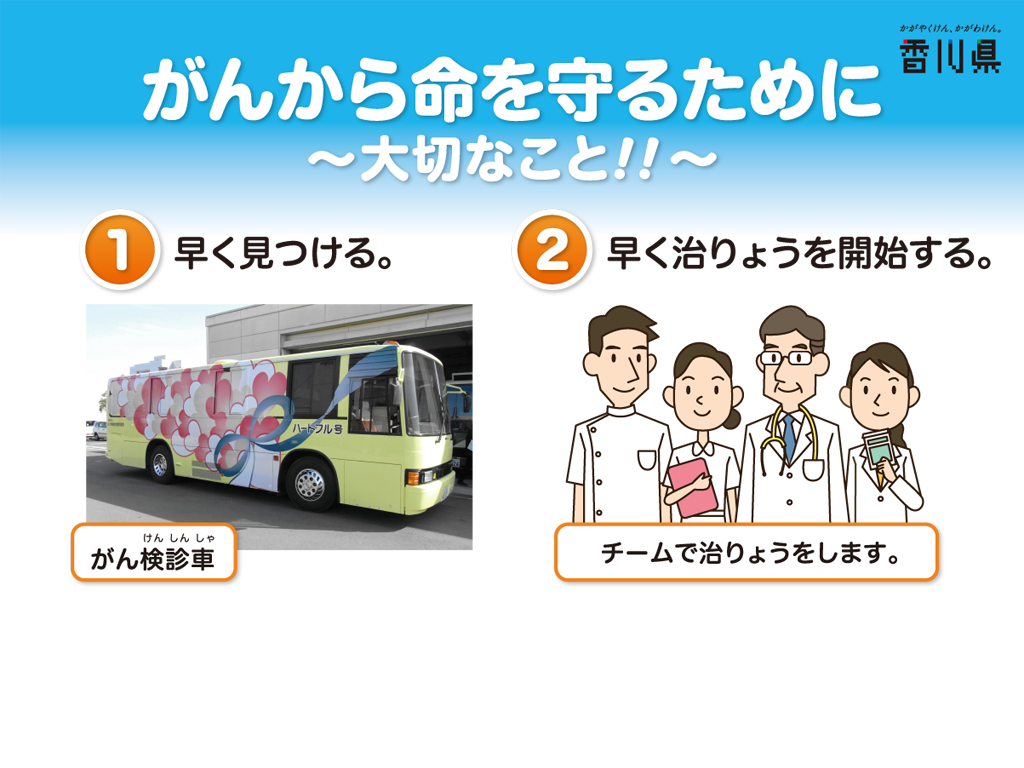 かがやくけん、かがわけん。
香川県
がんから命を守るために
～大切なこと!!～
1 早く見つける。
2 早く治りょうを開始する。
ハートフル号
けんしんしゃ
がん検診車
チームで治りょうをします。